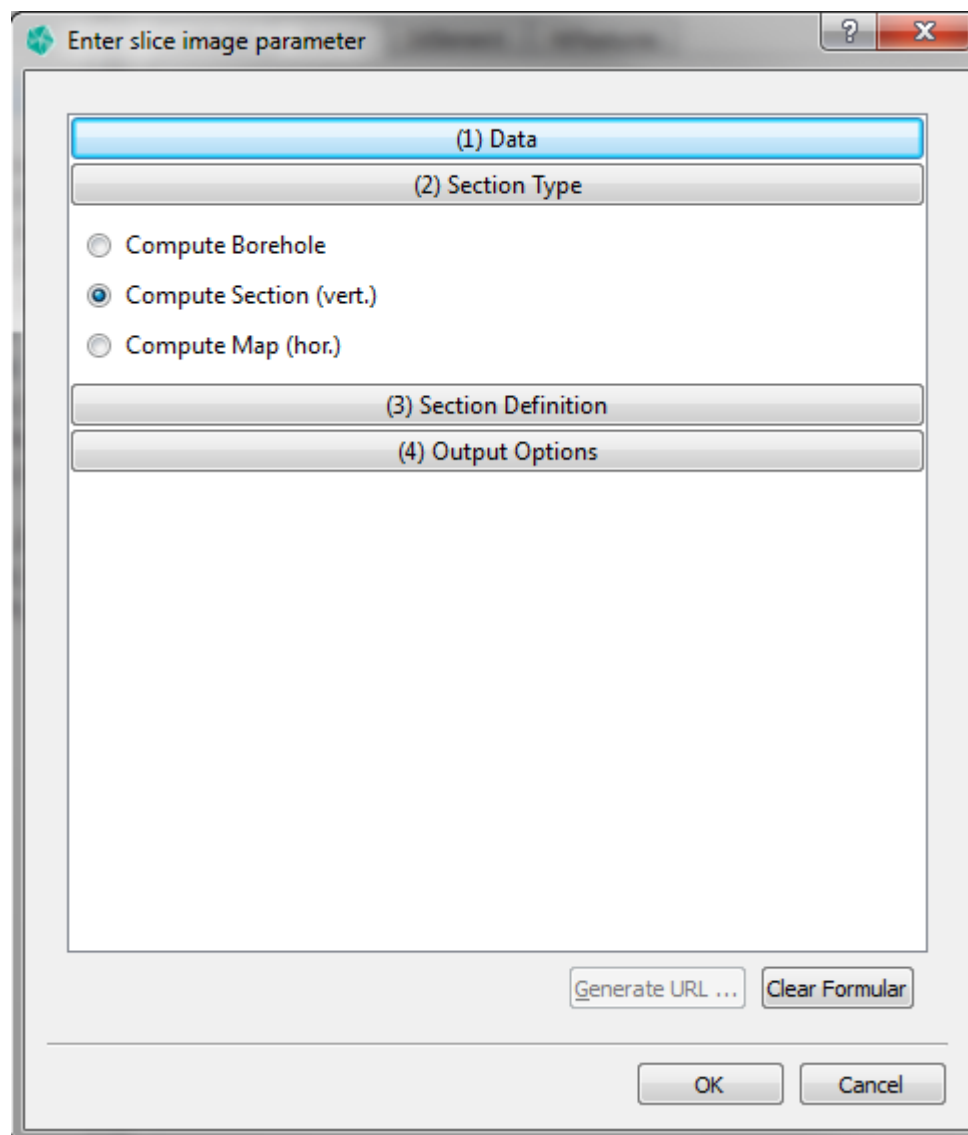 Enter slice image parameter
?
(1) Data
(2) Section Type
Compute Borehole
Compute Section (vert.)
Compute Map (hor.)
(3) Section Definition
(4) Output Options
Generate URL ... Clear Formular
OK Cancel